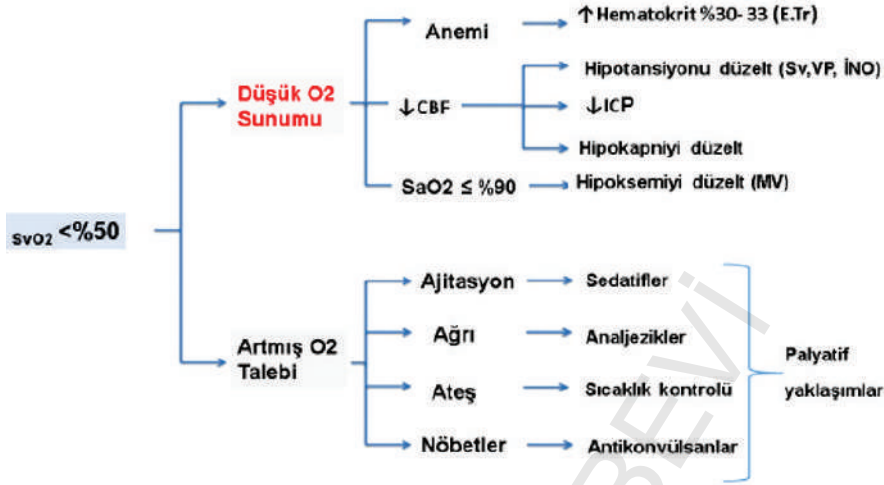 SvO2 <%50
Düşük O2
Sunumu
Anemi
↑Hematokrit %30- 33 (E.Tr)
↓CBF
Hipotansiyonu düzelt (Sv,VP, İNO)
↓ICP
Hipokapniyi düzelt
SaO2 ≤ %90
Hipoksemiyi düzelt (MV)
Artmış O2
Talebi
Ajitasyon
Sedatifler
Ağrı
Analjezikler
Ateş
Sıcaklık kontrolü
Nöbetler
Antikonvülsanlar
Palyatif
yaklaşımlar
BEVİ